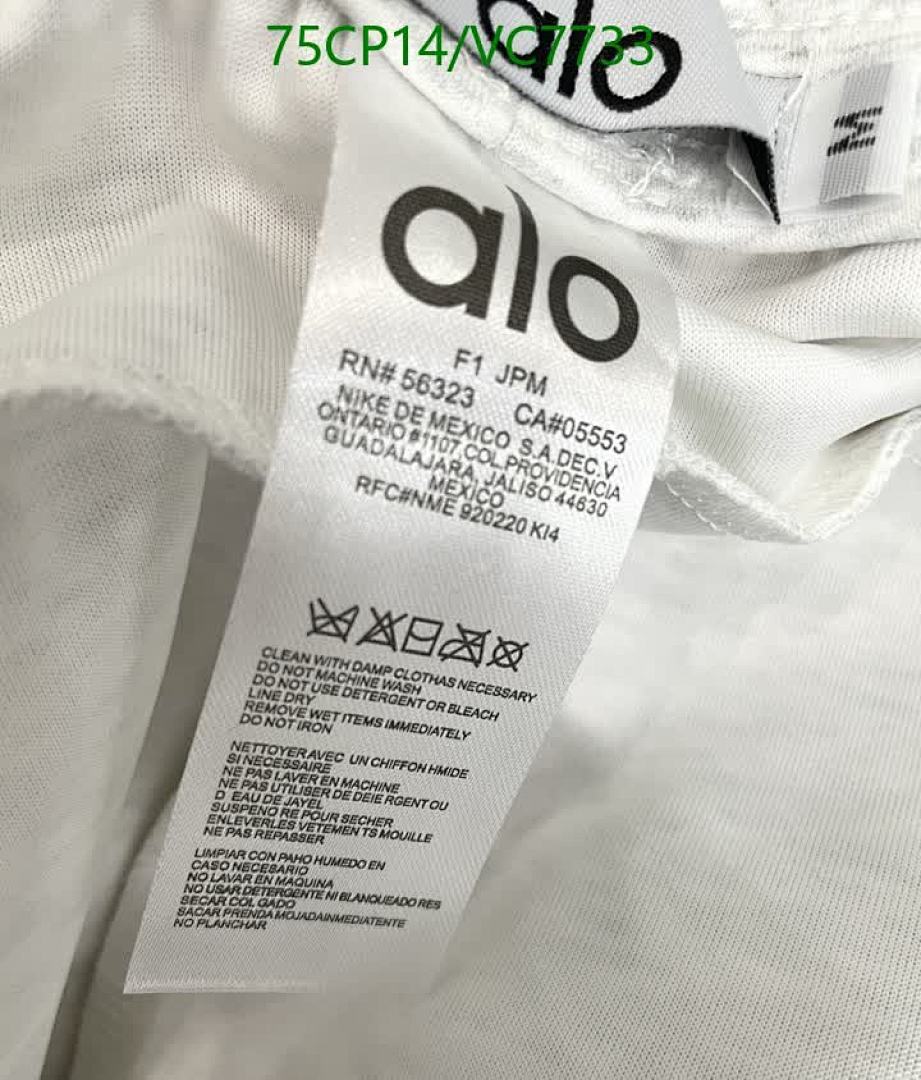 75CP14/VC7733
alo
M
alo
F1 JPM
RN# 56323 CA#05553
NIKE DE MEXICO S.A.DEC.V
ONTARIO #1107.COL.PROVIDENCIA
GUADALAJARA, JALISO 44630
MEXICO
RFC#NME 920220 KI4
CLEAN WITH DAMP CLOTHAS NECESSARY
DO NOT MACHINE WASH
DO NOT USE DETERGENT OR BLEACH
LINE DRY
REMOVE WET ITEMS IMMEDIATELY
DO NOT IRON
NETTOYERAVEC UN CHIFFON HMIDE
SI NECESSAIRE
NE PAS LAVER EN MACHINE
NE PAS UTILISER DE DEIE RGENT OU
D EAU DE JAYEL
SUSPENO RE POUR SECHER
ENLEVERLES VETEMEN TS MOUILLE
NE PAS REPASSER
LIMPIAR CON PAHO HUMEDO EN
CASO NECESARIO
NO LAVAR EN MAQUINA
NO USAR DETERGENTE NI BLANQUEADO RES
SECAR COL GADO
SACAR PRENDA MOJADAINMEDIATENTE
NO PLANCHAR